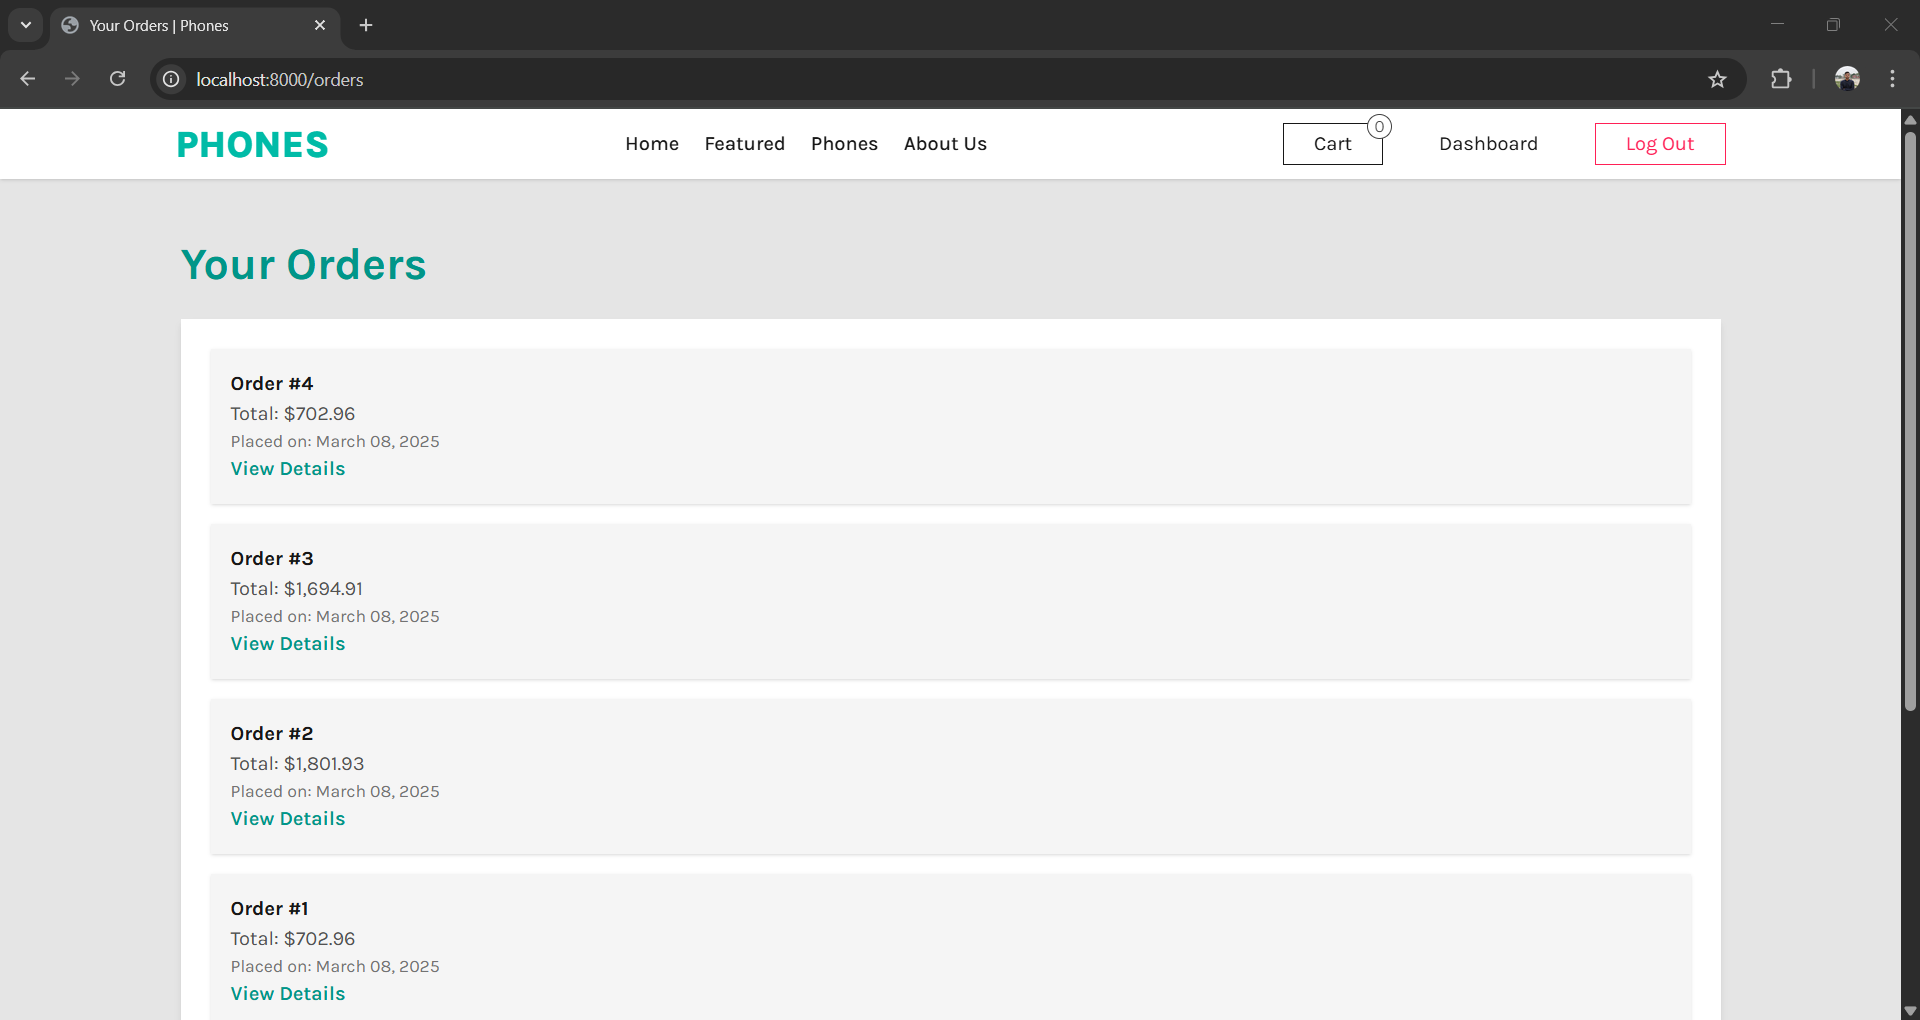 Your Orders | Phones
localhost:8000/orders
PHONES
Home Featured Phones About Us Cart 0 Dashboard Log Out
Your Orders
Order #4
Total: $702.96
Placed on: March 08, 2025
View Details
Order #3
Total: $1,694.91
Placed on: March 08, 2025
View Details
Order #2
Total: $1,801.93
Placed on: March 08, 2025
View Details
Order #1
Total: $702.96
Placed on: March 08, 2025
View Details